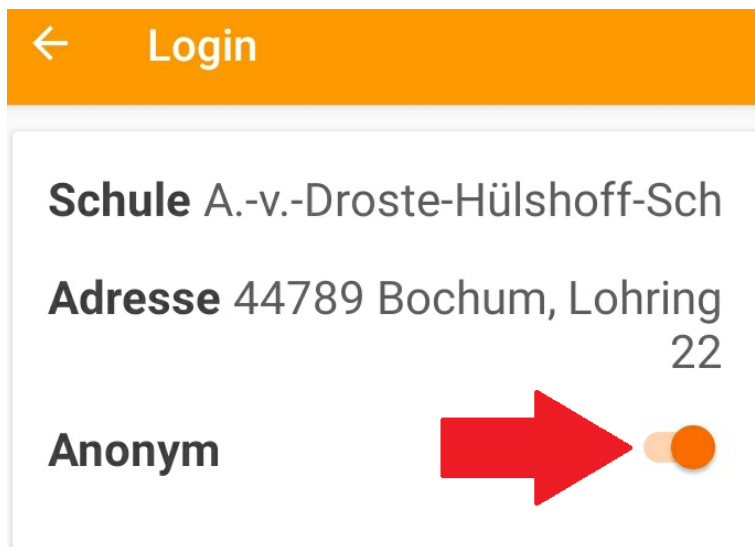 Login
Schule A.-v.-Droste-Hülshoff-Sch
Adresse 44789 Bochum, Lohring
22
Anonym